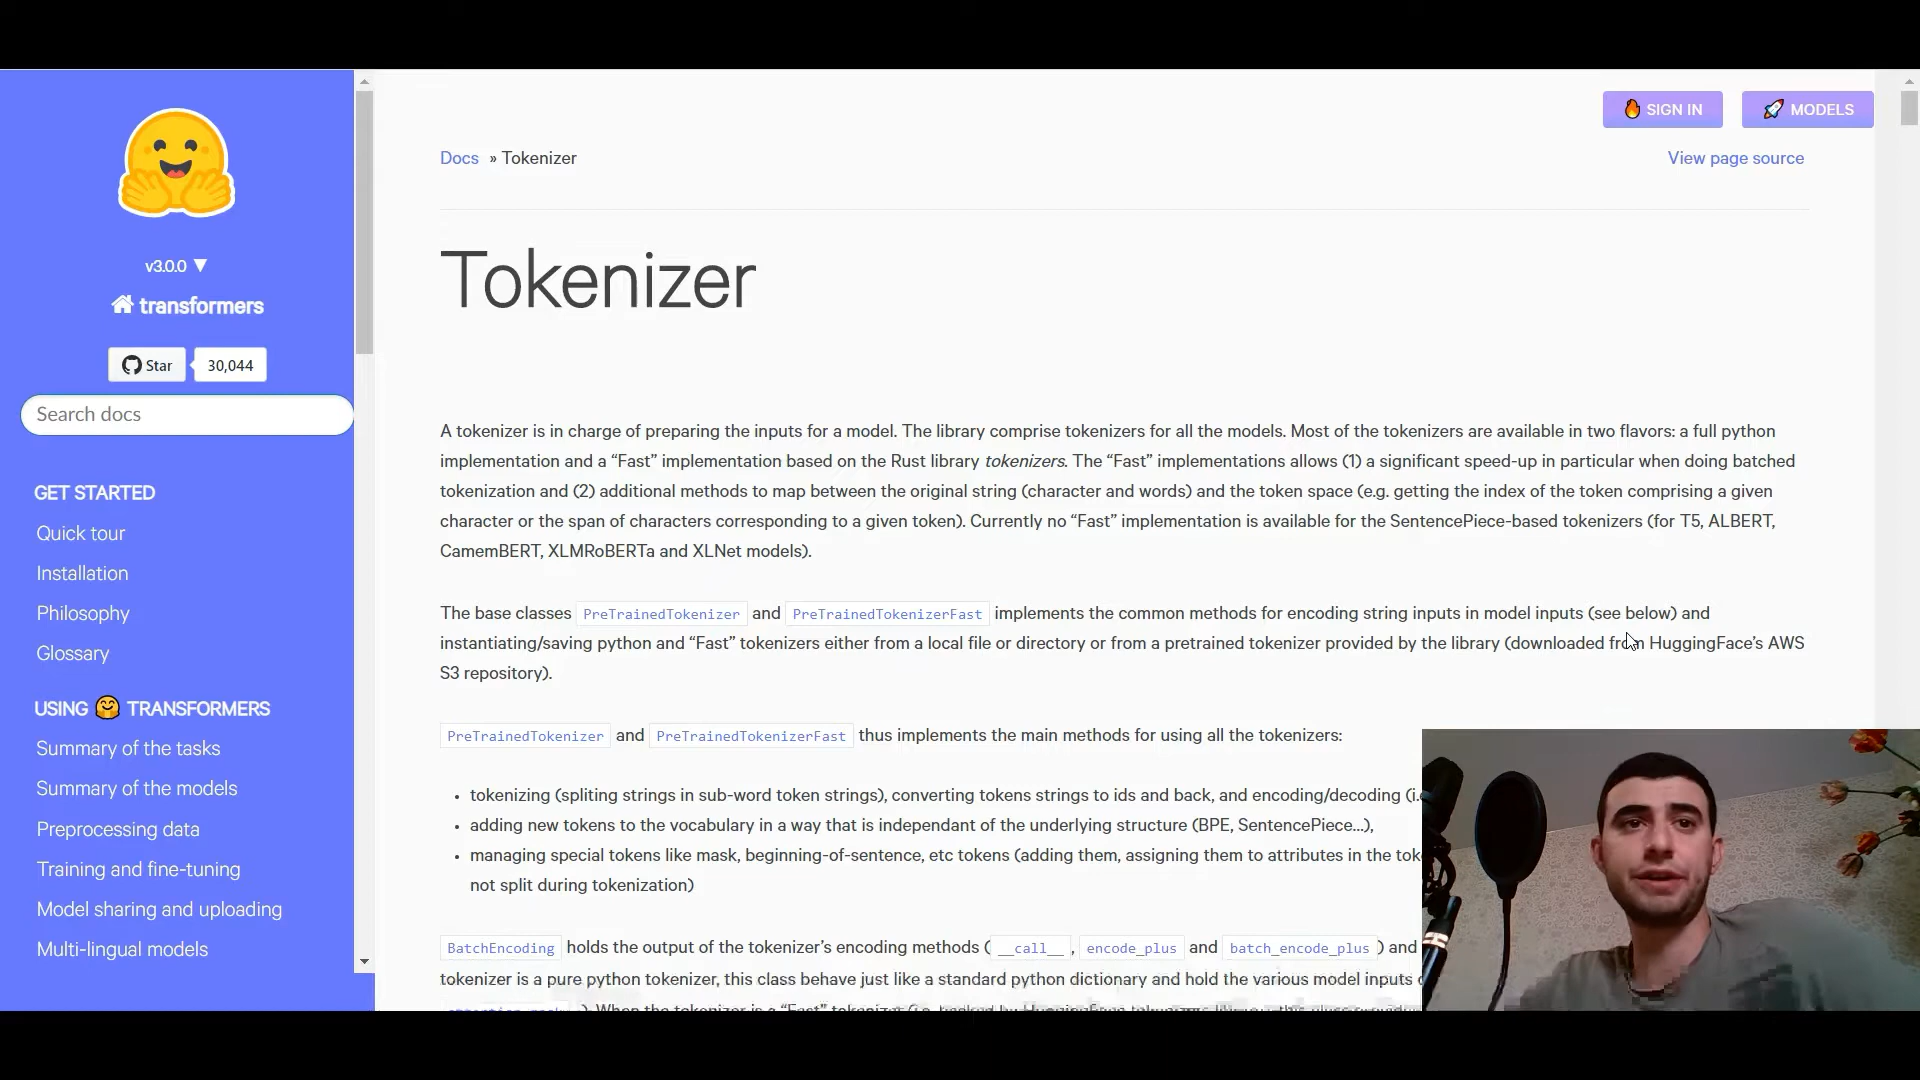 SIGN IN
MODELS
Docs » Tokenizer
View page source
v3.0.0
transformers
Star
30,044
Search docs
GET STARTED
Quick tour
Installation
Philosophy
Glossary
USING TRANSFORMERS
Summary of the tasks
Summary of the models
Preprocessing data
Training and fine-tuning
Model sharing and uploading
Multi-lingual models
Tokenizer
A tokenizer is in charge of preparing the inputs for a model. The library comprise tokenizers for all the models. Most of the tokenizers are available in two flavors: a full python
implementation and a “Fast” implementation based on the Rust library tokenizers. The “Fast” implementations allows (1) a significant speed-up in particular when doing batched
tokenization and (2) additional methods to map between the original string (character and words) and the token space (e.g. getting the index of the token comprising a given
character or the span of characters corresponding to a given token). Currently no “Fast” implementation is available for the SentencePiece-based tokenizers (for T5, ALBERT,
CamemBERT, XLMRoBERTa and XLNet models).
The base classes PreTrainedTokenizer and PreTrainedTokenizerFast implements the common methods for encoding string inputs in model inputs (see below) and
instantiating/saving python and “Fast” tokenizers either from a local file or directory or from a pretrained tokenizer provided by the library (downloaded from HuggingFace’s AWS
S3 repository).
PreTrainedTokenizer and PreTrainedTokenizerFast thus implements the main methods for using all the tokenizers:
• tokenizing (spliting strings in sub-word token strings), converting tokens strings to ids and back, and encoding/decoding (i.e
• adding new tokens to the vocabulary in a way that is independant of the underlying structure (BPE, SentencePiece…),
• managing special tokens like mask, beginning-of-sentence, etc tokens (adding them, assigning them to attributes in the tok
not split during tokenization)
BatchEncoding holds the output of the tokenizer’s encoding methods ( __call__ , encode_plus and batch_encode_plus ) and
tokenizer is a pure python tokenizer, this class behave just like a standard python dictionary and hold the various model inputs
). When the tokenizer is a “Fast” tokenizer